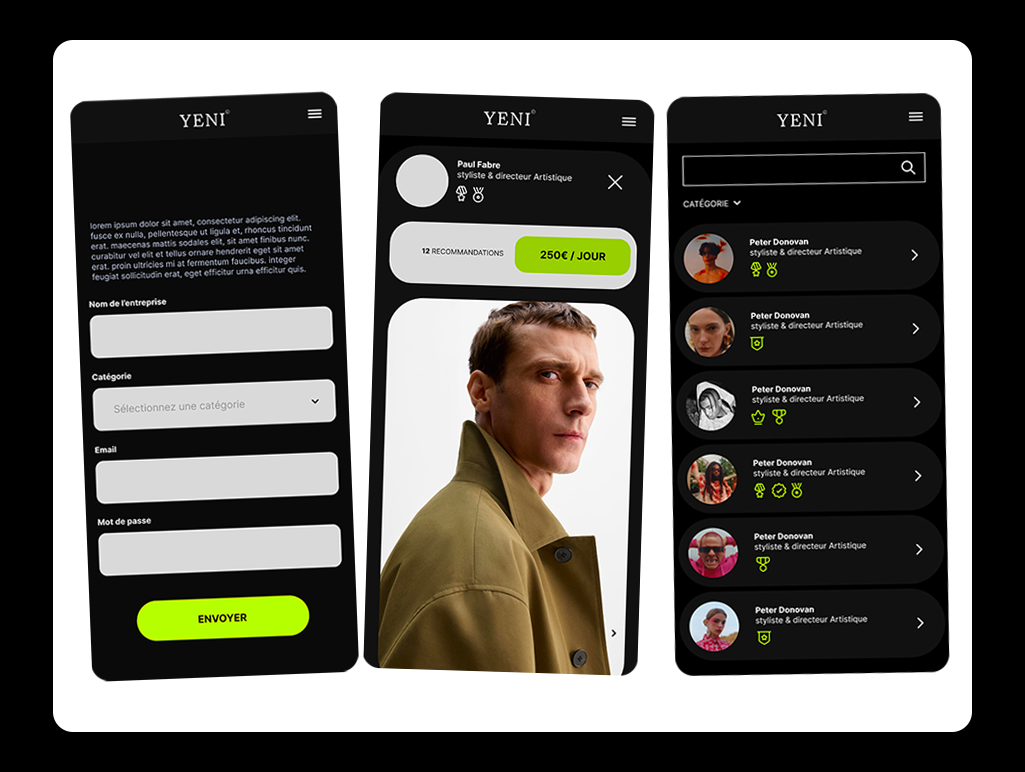 YENI©
lorem ipsum dolor sit amet, consectetur adipiscing elit.
fusce ex nulla, pellentesque ut ligula et, rhoncus tincidunt
erat. maecenas mattis sodales elit, sit amet finibus nunc.
curabitur vel elit et tellus ornare hendrerit eget sit amet
erat. proin ultricies mi at fermentum faucibus. integer
feugiat sollicitudin erat, eget efficitur urna efficitur quis.
Nom de l'entreprise
Catégorie
Sélectionnez une catégorie
Email
Mot de passe
ENVOYER
YENI©
Paul Fabre
styliste & directeur Artistique
12 RECOMMANDATIONS
250€ / JOUR
YENI©
CATÉGORIE
Peter Donovan
styliste & directeur Artistique
Peter Donovan
styliste & directeur Artistique
Peter Donovan
styliste & directeur Artistique
Peter Donovan
styliste & directeur Artistique
Peter Donovan
styliste & directeur Artistique
Peter Donovan
styliste & directeur Artistique